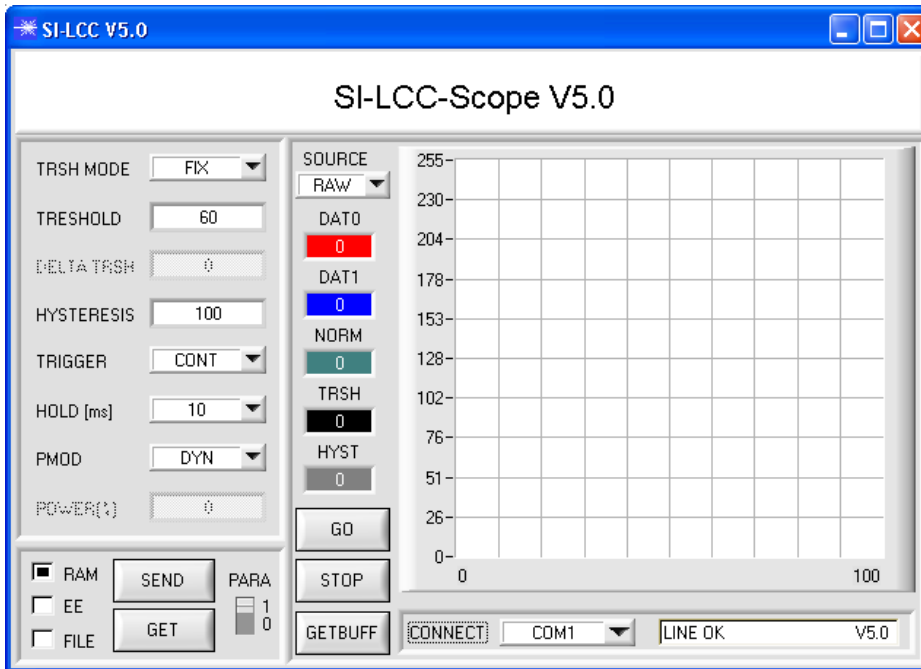 SI-LCC V5.0
SI-LCC-Scope V5.0
TRSH MODE FIX
TRESHOLD 60
DELTA TRSH 0
HYSTERESIS 100
TRIGGER CONT
HOLD [ms] 10
PMOD DYN
POWER(%) 0
RAM
EE
FILE
SEND
GET
PARA
1
0
SOURCE
RAW
DAT0
0
DAT1
0
NORM
0
TRSH
0
HYST
0
GO
STOP
GETBUFF
255
230
204
178
153
128
102
76
51
26
0
0 100
CONNECT COM1 LINE OK V5.0